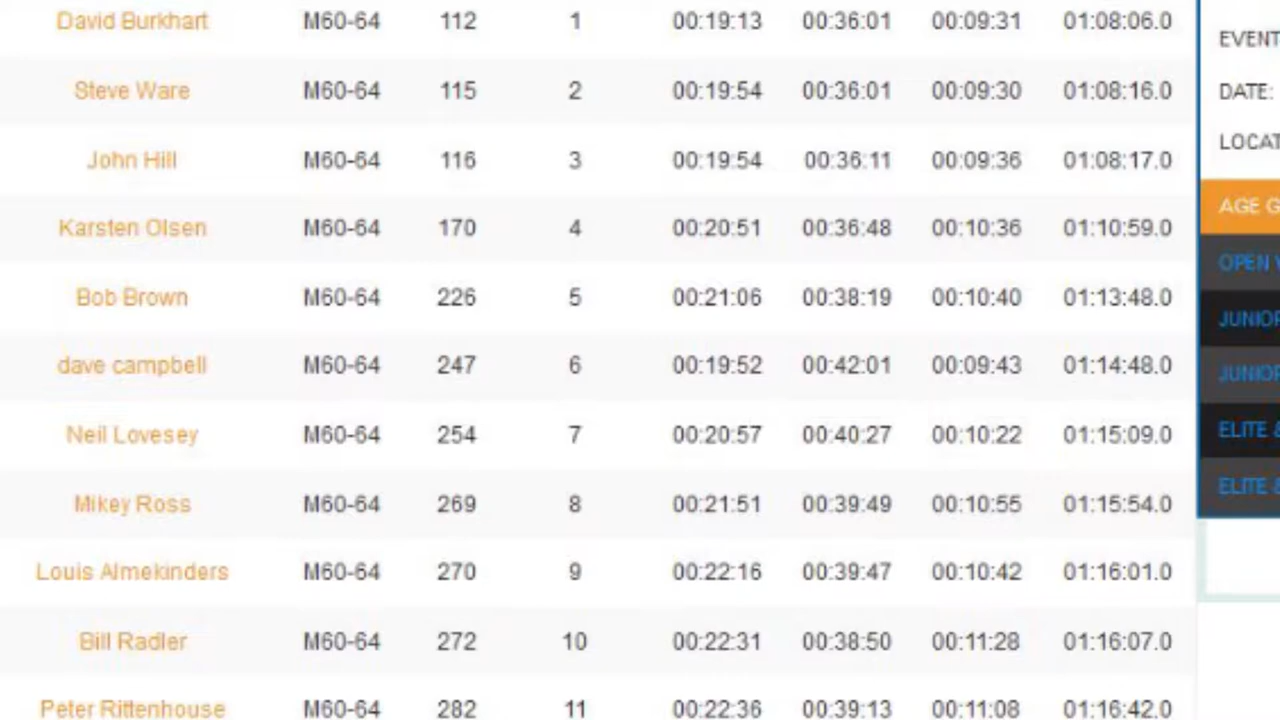 David Burkhart M60-64 112 1 00:19:13 00:36:01 00:09:31 01:08:06.0
Steve Ware M60-64 115 2 00:19:54 00:36:01 00:09:30 01:08:16.0
John Hill M60-64 116 3 00:19:54 00:36:11 00:09:36 01:08:17.0
Karsten Olsen M60-64 170 4 00:20:51 00:36:48 00:10:36 01:10:59.0
Bob Brown M60-64 226 5 00:21:06 00:38:19 00:10:40 01:13:48.0
dave campbell M60-64 247 6 00:19:52 00:42:01 00:09:43 01:14:48.0
Neil Lovesey M60-64 254 7 00:20:57 00:40:27 00:10:22 01:15:09.0
Mikey Ross M60-64 269 8 00:21:51 00:39:49 00:10:55 01:15:54.0
Louis Almekinders M60-64 270 9 00:22:16 00:39:47 00:10:42 01:16:01.0
Bill Radler M60-64 272 10 00:22:31 00:38:50 00:11:28 01:16:07.0
Peter Rittenhouse M60-64 282 11 00:22:36 00:39:13 00:11:08 01:16:42.0
EVENT
DATE:
LOCAT
AGE G
OPEN
JUNIOR
JUNIOR
ELITE &
ELITE &